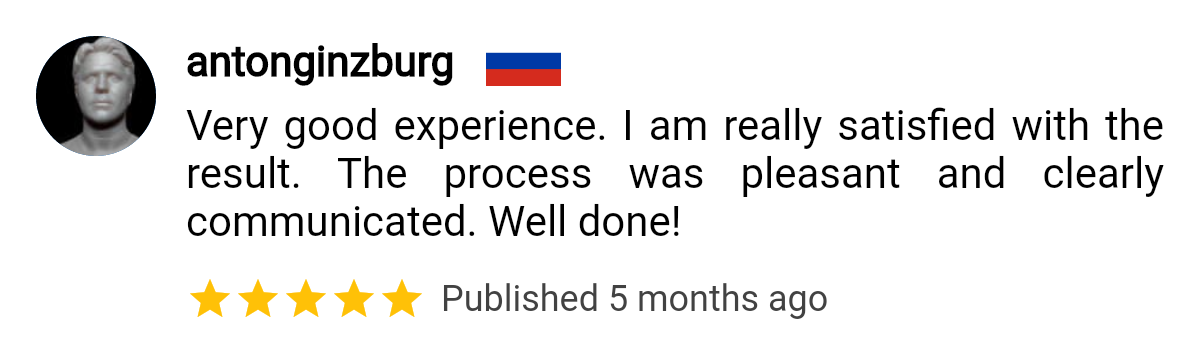 antonginzburg
Very good experience. I am really satisfied with the
result. The process was pleasant and clearly
communicated. Well done!
Published 5 months ago